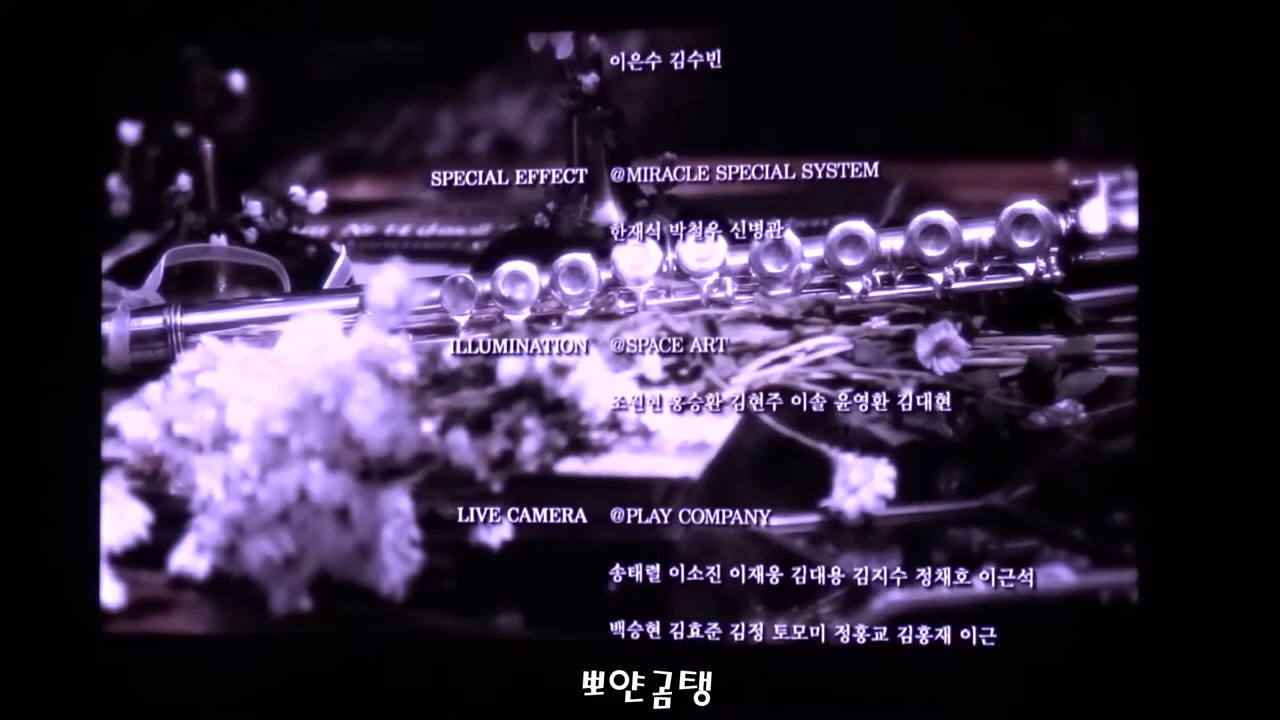 이은수 김수빈
SPECIAL EFFECT @MIRACLE SPECIAL SYSTEM
한재식 박철우 신병관
ILLUMINATION @SPACE ART
조원현 홍승환 김현주 이솔 윤영환 김대현
LIVE CAMERA @PLAY COMPANY
송태렬 이소진 이재웅 김대용 김지수 정채호 이근석
백승현 김효준 김정 토모미 정홍교 김홍재 이근
뽀얀곰탱